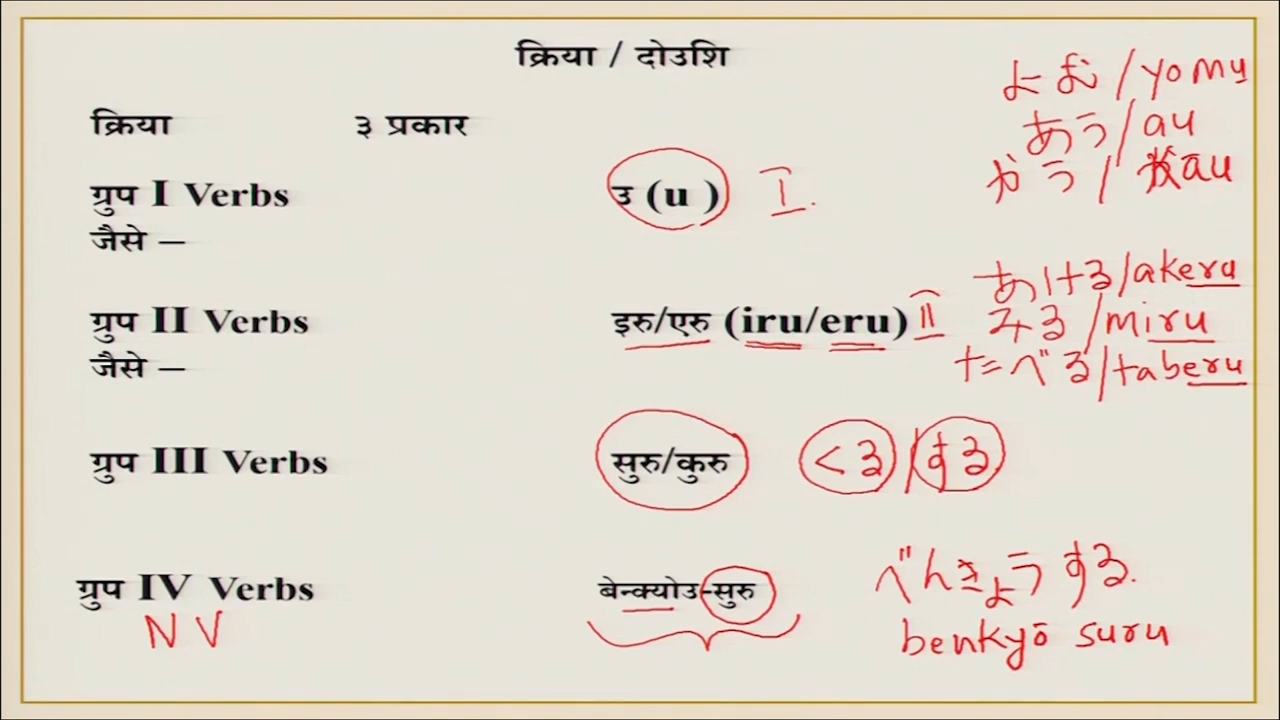 क्रिया / दोउशि
よむ/yomu
क्रिया ३ प्रकार
あう/au
ग्रुप I Verbs उ (u ) I.
かう/kau
जैसे –
あける/akeru
ग्रुप II Verbs इरु/एरु (iru/eru) II
みる/miru
जैसे –
たべる/taberu
ग्रुप III Verbs सुरु/कुरु くる/する
ग्रुप IV Verbs बेन्क्योउ-सुरु べんきょうする.
N V benkyō suru